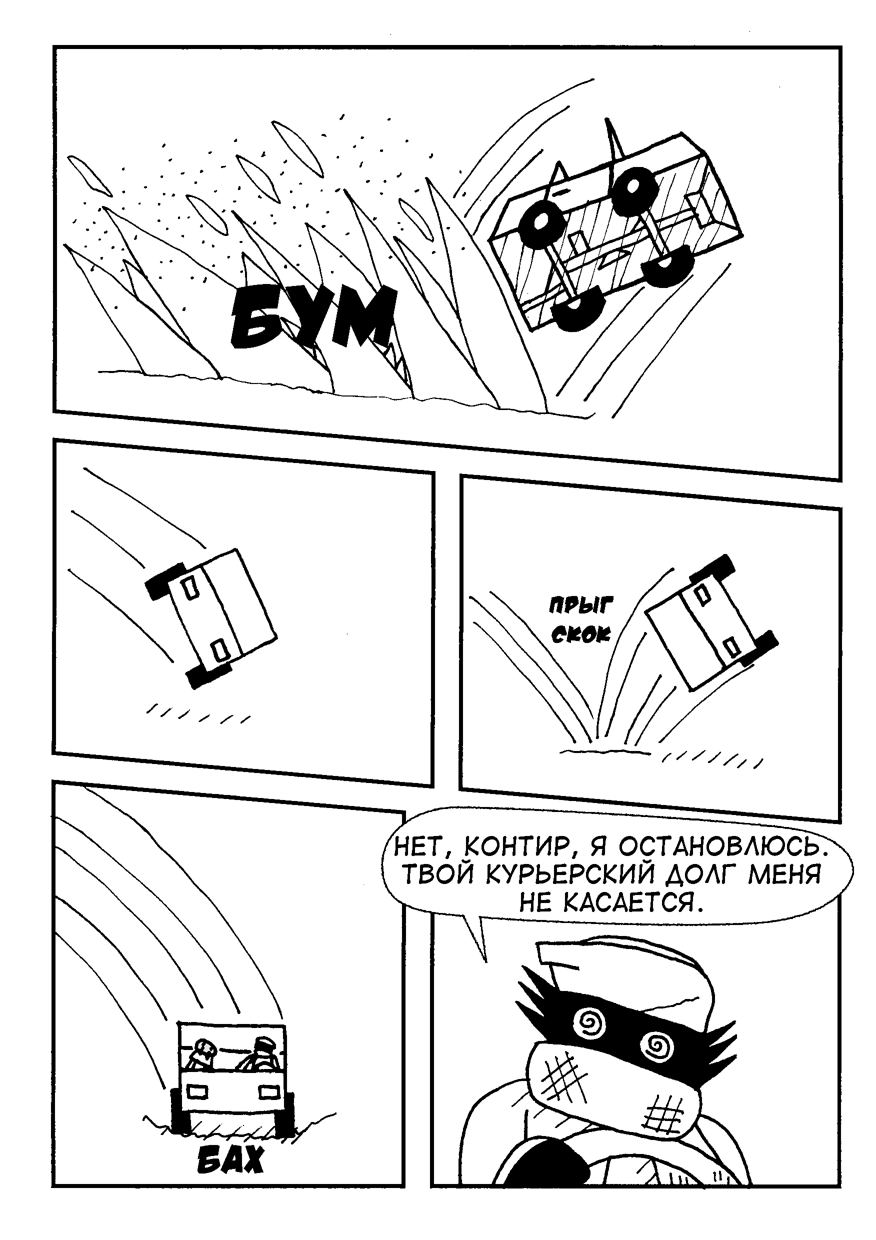 БУМ
ПРЫГ
СКОК
БАХ
НЕТ, КОНТИР, Я ОСТАНОВЛЮСЬ.
ТВОЙ КУРЬЕРСКИЙ ДОЛГ МЕНЯ
НЕ КАСАЕТСЯ.